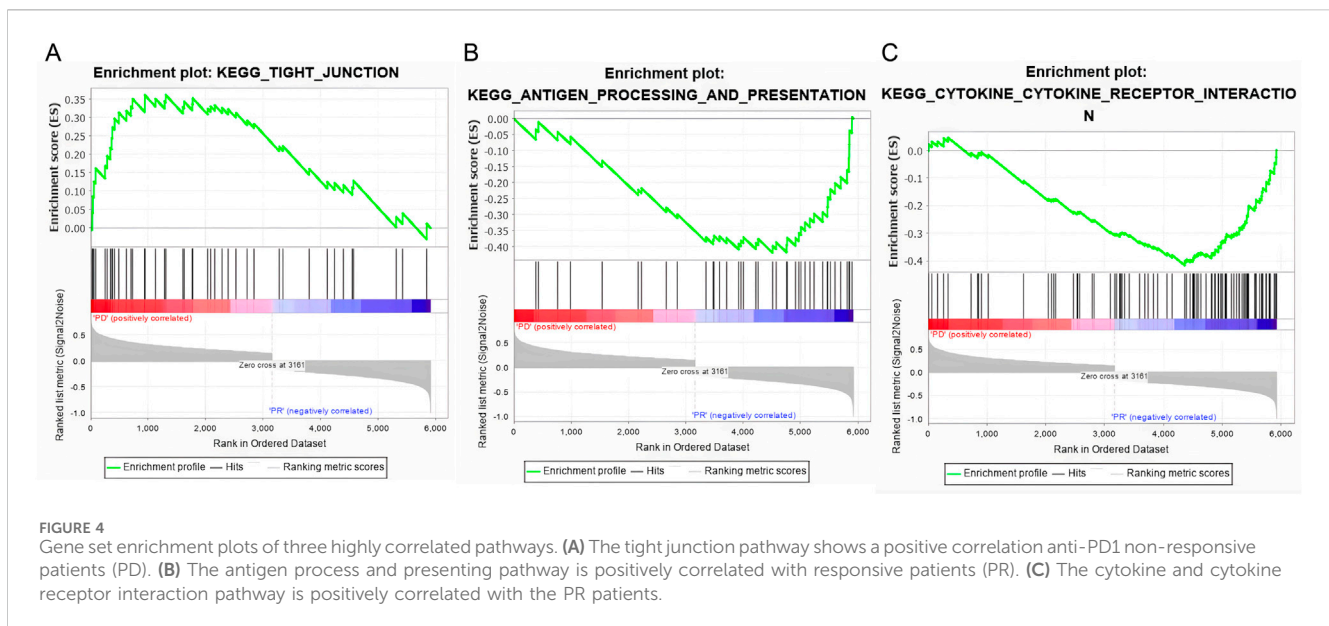 A
Enrichment plot: KEGG_TIGHT_JUNCTION
Enrichment score (ES)
0.35
0.30
0.25
0.20
0.15
0.10
0.05
0.00
'PD' (positively correlated)
Ranked list metric (Signal2Noise)
0.5
0.0
-0.5
-1.0
Zero cross at 3161
'PR' (negatively correlated)
0 1,000 2,000 3,000 4,000 5,000 6,000
Rank in Ordered Dataset
Enrichment profile Hits Ranking metric scores
B
Enrichment plot:
KEGG_ANTIGEN_PROCESSING_AND_PRESENTATION
Enrichment score (ES)
0.00
-0.05
-0.10
-0.15
-0.20
-0.25
-0.30
-0.35
-0.40
'PD' (positively correlated)
Ranked list metric (Signal2Noise)
0.5
0.0
-0.5
-1.0
Zero cross at 3161
'PR' (negatively correlated)
0 1,000 2,000 3,000 4,000 5,000 6,000
Rank in Ordered Dataset
Enrichment profile Hits Ranking metric scores
C
Enrichment plot:
KEGG_CYTOKINE_CYTOKINE_RECEPTOR_INTERACTIO
N
Enrichment score (ES)
0.0
-0.1
-0.2
-0.3
-0.4
'PD' (positively correlated)
Ranked list metric (Signal2Noise)
0.5
0.0
-0.5
-1.0
Zero cross at 3161
'PR' (negatively correlated)
0 1,000 2,000 3,000 4,000 5,000 6,000
Rank in Ordered Dataset
Enrichment profile Hits Ranking metric scores
FIGURE 4
Gene set enrichment plots of three highly correlated pathways. (A) The tight junction pathway shows a positive correlation anti-PD1 non-responsive
patients (PD). (B) The antigen process and presenting pathway is positively correlated with responsive patients (PR). (C) The cytokine and cytokine
receptor interaction pathway is positively correlated with the PR patients.